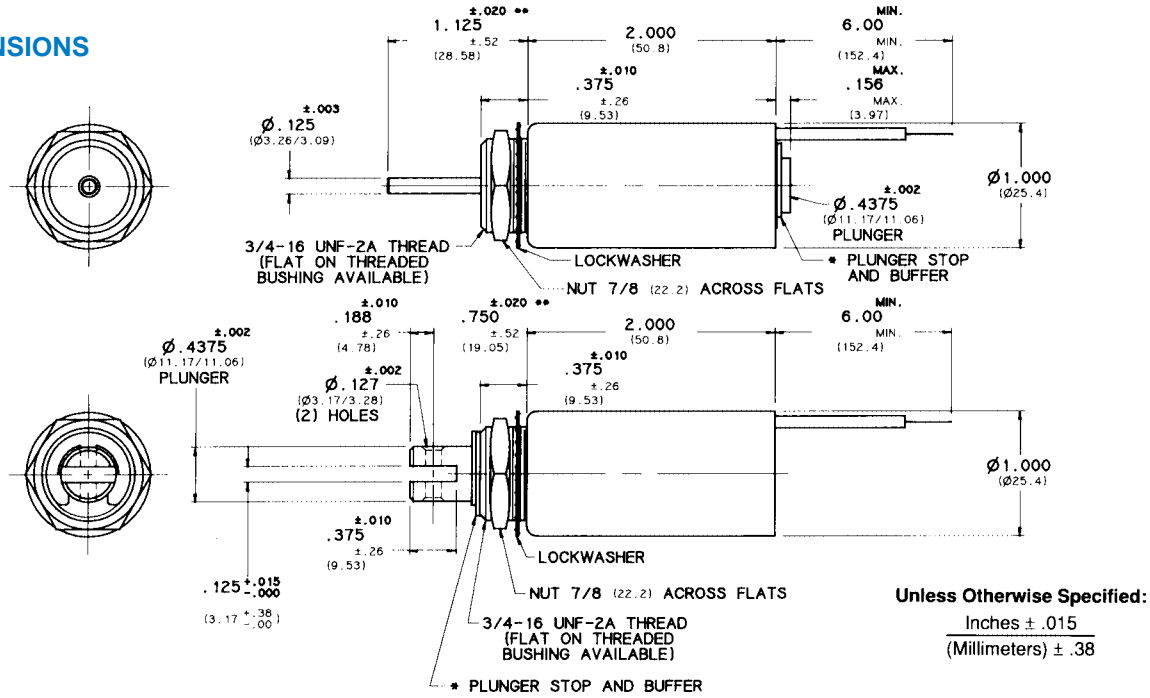 NSIONS
±.020 **
1.125
±.52
(28.58)
2.000
(50.8)
MIN.
6.00
MIN.
(152.4)
±.010
.375
±.26
(9.53)
MAX.
.156
MAX.
(3.97)
±.003
Ø.125
(Ø3.26/3.09)
Ø1.000
(Ø25.4)
±.002
Ø.4375
(Ø11.17/11.06)
PLUNGER
3/4-16 UNF-2A THREAD
(FLAT ON THREADED
BUSHING AVAILABLE)
LOCKWASHER
* PLUNGER STOP
AND BUFFER
NUT 7/8 (22.2) ACROSS FLATS
±.010
.188
±.26
(4.78)
±.020 **
.750
±.52
(19.05)
2.000
(50.8)
MIN.
6.00
MIN.
(152.4)
±.002
Ø.4375
(Ø11.17/11.06)
PLUNGER
±.002
Ø.127
(Ø3.17/3.28)
(2) HOLES
±.010
.375
±.26
(9.53)
Ø1.000
(Ø25.4)
±.010
.375
±.26
(9.53)
LOCKWASHER
.125 +.015 -.000
(3.17 +.38 -.00)
NUT 7/8 (22.2) ACROSS FLATS
3/4-16 UNF-2A THREAD
(FLAT ON THREADED
BUSHING AVAILABLE)
* PLUNGER STOP AND BUFFER
Unless Otherwise Specified:
Inches ± .015
(Millimeters) ± .38